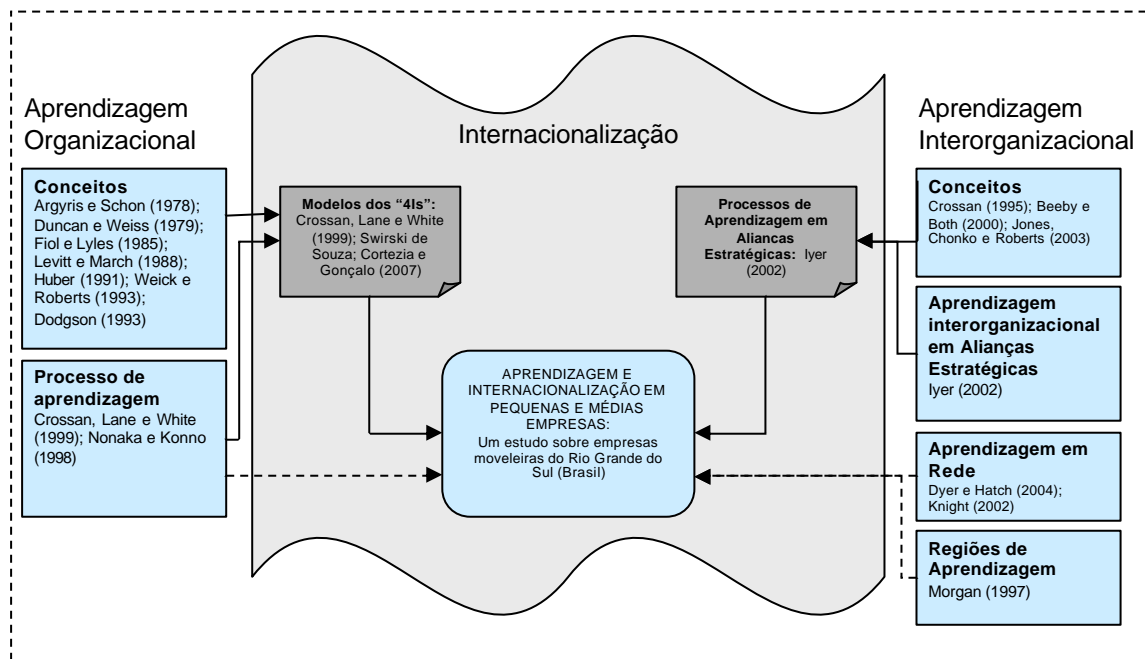 Aprendizagem
Organizacional
Conceitos
Argyris e Schon (1978);
Duncan e Weiss (1979);
Fiol e Lyles (1985);
Levitt e March (1988);
Huber (1991); Weick e
Roberts (1993);
Dodgson (1993)
Processo de
aprendizagem
Crossan, Lane e White
(1999); Nonaka e Konno
(1998)
Internacionalização
Modelos dos “4Is”:
Crossan, Lane e White
(1999); Swirski de
Souza; Cortezia e
Gonçalo (2007)
Processos de
Aprendizagem em
Aliancas
Estratégicas: Iyer
(2002)
APRENDIZAGEM E
INTERNACIONALIZAÇÃO EM
PEQUENAS E MÉDIAS
EMPRESAS:
Um estudo sobre empresas
moveleiras do Rio Grande do
Sul (Brasil)
Aprendizagem
Interorganizacional
Conceitos
Crossan (1995); Beeby e
Both (2000); Jones,
Chonko e Roberts (2003)
Aprendizagem
interorganizacional
em Alianças
Estratégicas
Iyer (2002)
Aprendizagem em
Rede
Dyer e Hatch (2004);
Knight (2002)
Regiões de
Aprendizagem
Morgan (1997)